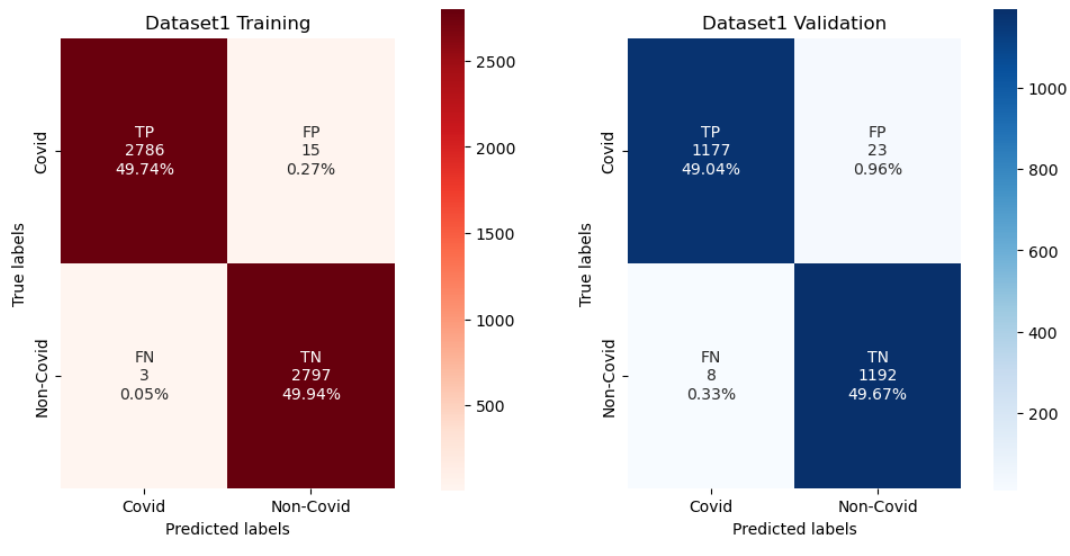 Dataset1 Training
True labels
Covid
Non-Covid
TP
2786
49.74%
FP
15
0.27%
FN
3
0.05%
TN
2797
49.94%
Covid
Non-Covid
Predicted labels
2500
2000
1500
1000
500
Dataset1 Validation
True labels
Covid
Non-Covid
TP
1177
49.04%
FP
23
0.96%
FN
8
0.33%
TN
1192
49.67%
Covid
Non-Covid
Predicted labels
1000
800
600
400
200